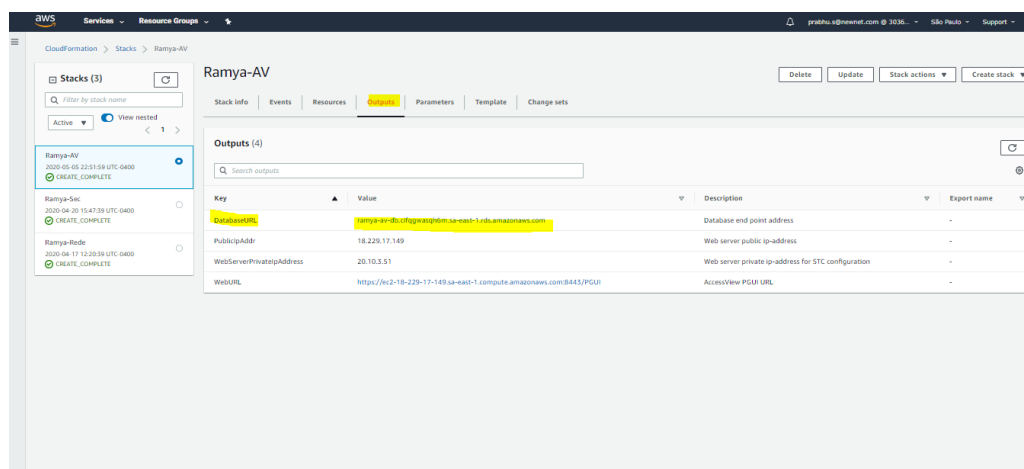 aws Services Resource Groups prabhu.s@newnet.com @ 3036... São Paulo Support
CloudFormation > Stacks > Ramya-AV
Stacks (3)
Filter by stack name
Active View nested
< 1 >
Ramya-AV
2020-05-05 22:51:59 UTC-0400
CREATE_COMPLETE
Ramya-Sec
2020-04-20 15:47:39 UTC-0400
CREATE_COMPLETE
Ramya-Rede
2020-04-17 12:20:39 UTC-0400
CREATE_COMPLETE
Ramya-AV Delete Update Stack actions Create stack
Stack info Events Resources Outputs Parameters Template Change sets
Outputs (4)
Search outputs
Key Value Description Export name
DatabaseURL ramya-av-db.cifqgwasqh6m.sa-east-1.rds.amazonaws.com Database end point address -
PublicIpAddr 18.229.17.149 Web server public ip-address -
WebServerPrivateIpAddress 20.10.3.51 Web server private ip-address for STC configuration -
WebURL https://ec2-18-229-17-149.sa-east-1.compute.amazonaws.com:8443/PGUI AccessView PGUI URL -